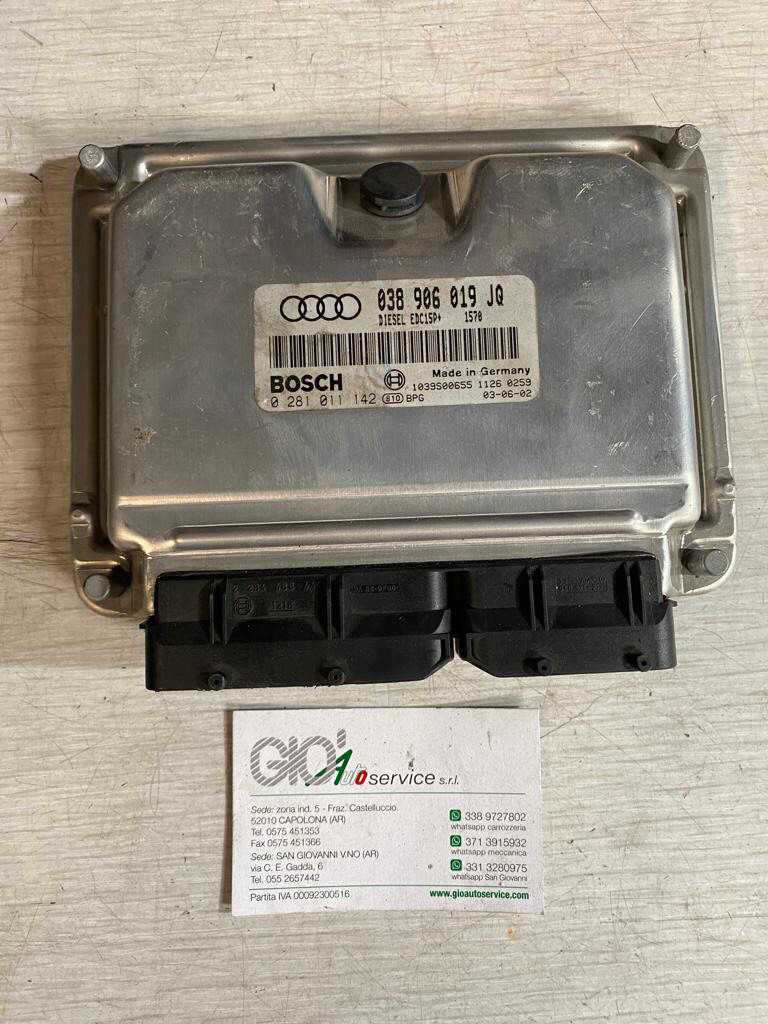 038 906 019 JQ
DIESEL EDC15P+ 1570
Made in Germany
BOSCH
1039S00655 1126 0259
0 281 011 142 810 BPG 03-06-02
1216
GIO' Autoservice s.r.l.
Sede: zona ind. 5 - Fraz. Castelluccio.
52010 CAPOLONA (AR)
Tel. 0575 451353
Fax 0575 451366
Sede: SAN GIOVANNI V.NO (AR)
via C. E. Gadda, 6
Tel. 055 2657442
Partita IVA 00092300516
338 9727802
whatsapp carrozzeria
371 3915932
whatsapp meccanica
331 3280975
whatsapp San Giovanni
www.gioautoservice.com